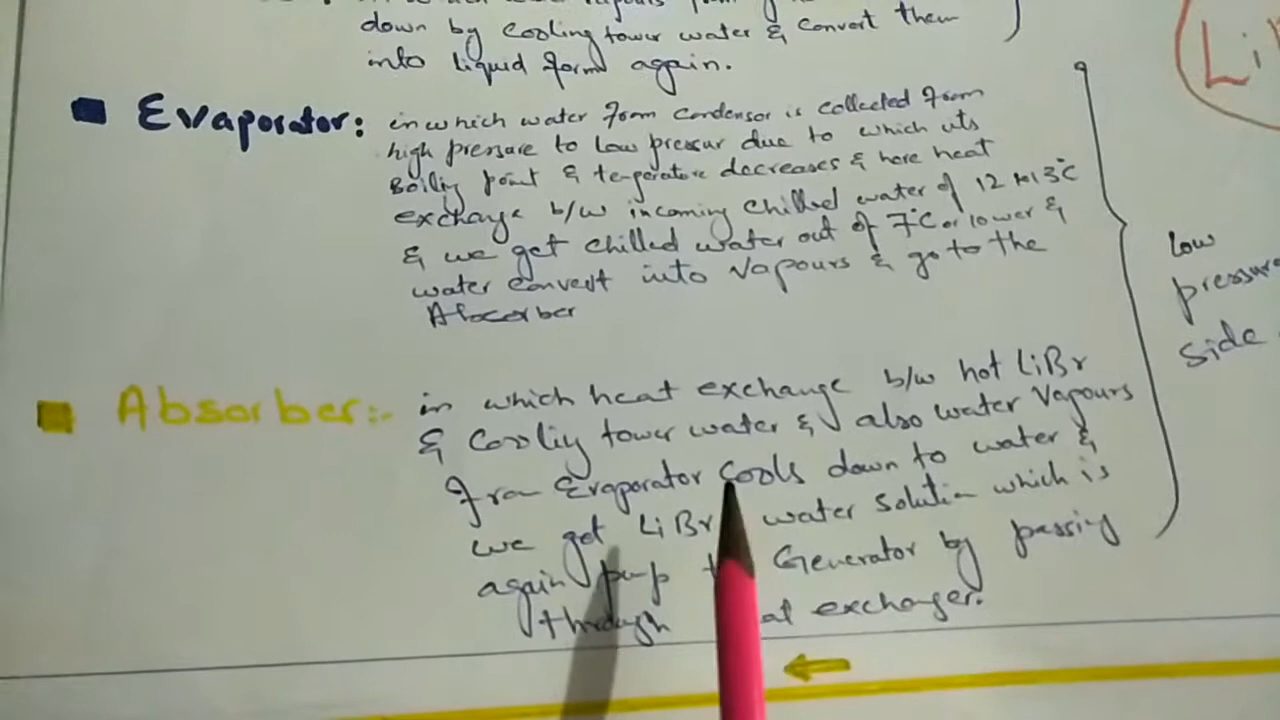 down by cooling tower water & convert them
into liquid form again.
Evaporator: in which water from condensor is collected from
high pressure to low pressur due to which its
Boiliy point & temperature decreases & here heat
exchange b/w incoming chilled water of 12 to 13°C
& we get chilled water out of 7°C or lower &
water convert into Vapours & go to the
Absorber
Low
pressure
side
Absorber:- in which heat exchange b/w hot LiBr
& Cooliy tower water & also water Vapours
from Evaporator cools down to water &
we get LiBr water solution which is
again pump Generator by passing
through exchanger.
Li